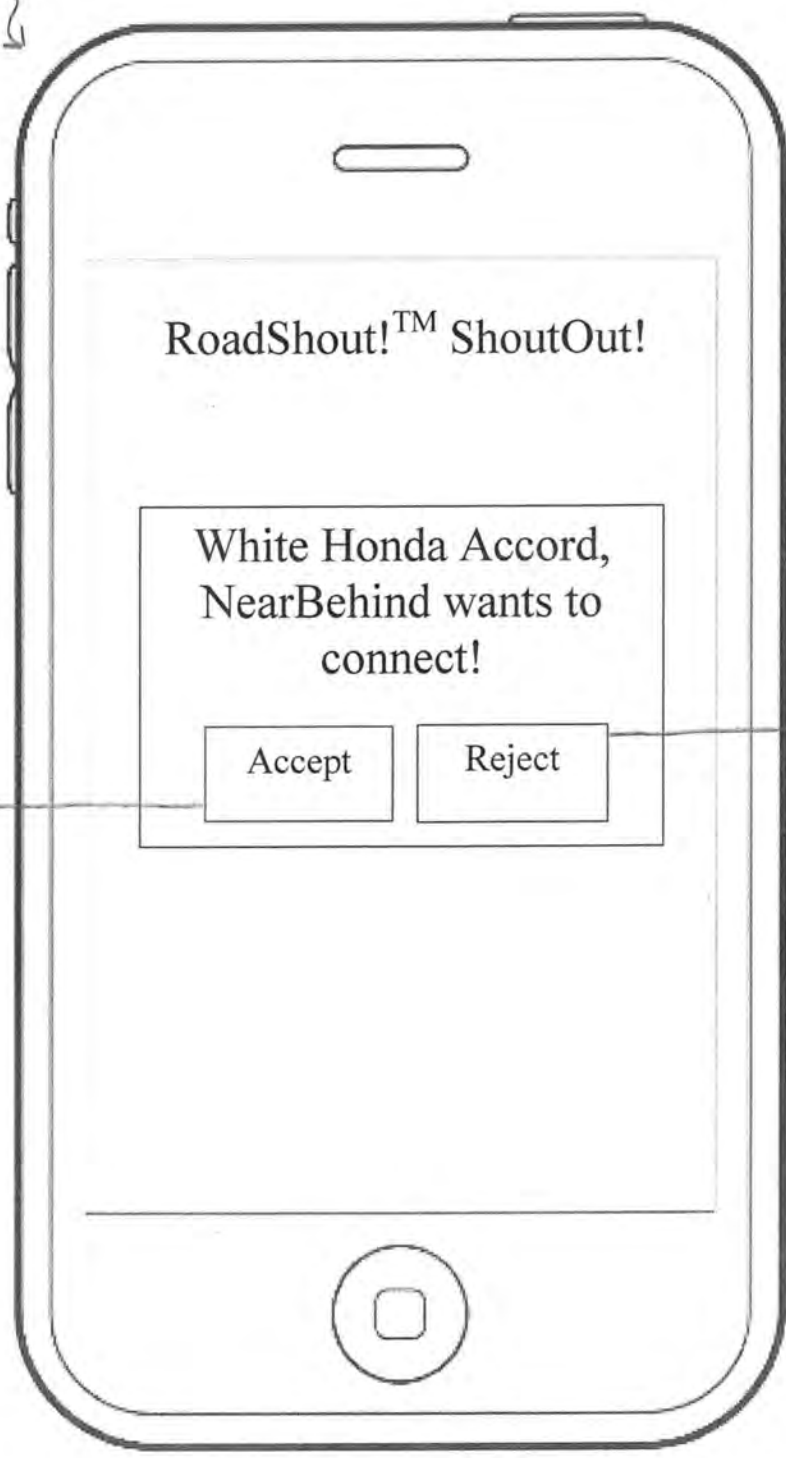 RoadShout!™ ShoutOut!
White Honda Accord,
NearBehind wants to
connect!
Accept
Reject